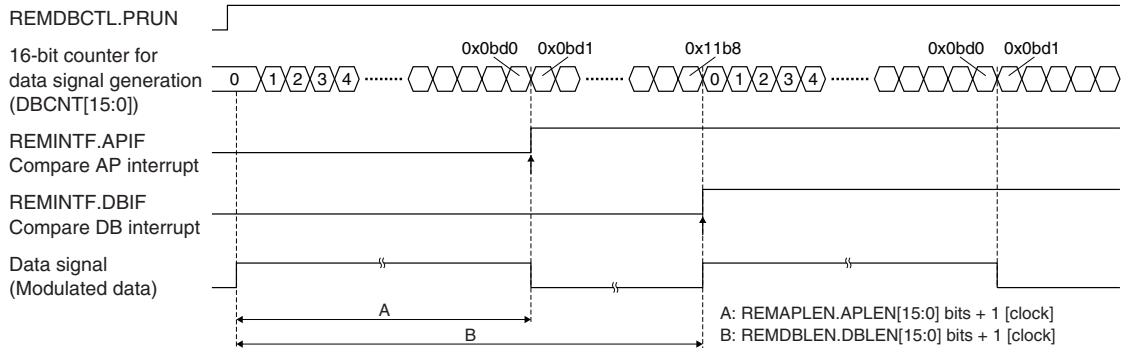 REMDBCTL.PRUN
16-bit counter for
data signal generation
(DBCNT[15:0])
0x0bd0 0x0bd1 0x11b8 0x0bd0 0x0bd1
0 1 2 3 4 0 1 2 3 4
REMINTF.APIF
Compare AP interrupt
REMINTF.DBIF
Compare DB interrupt
Data signal
(Modulated data)
A
B
A: REMAPLEN.APLEN[15:0] bits + 1 [clock]
B: REMDBLEN.DBLEN[15:0] bits + 1 [clock]